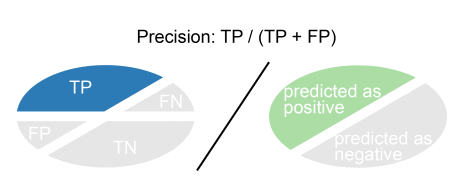 Precision: TP / (TP + FP)
TP
FN
FP
TN
predicted as
positive
predicted as
negative